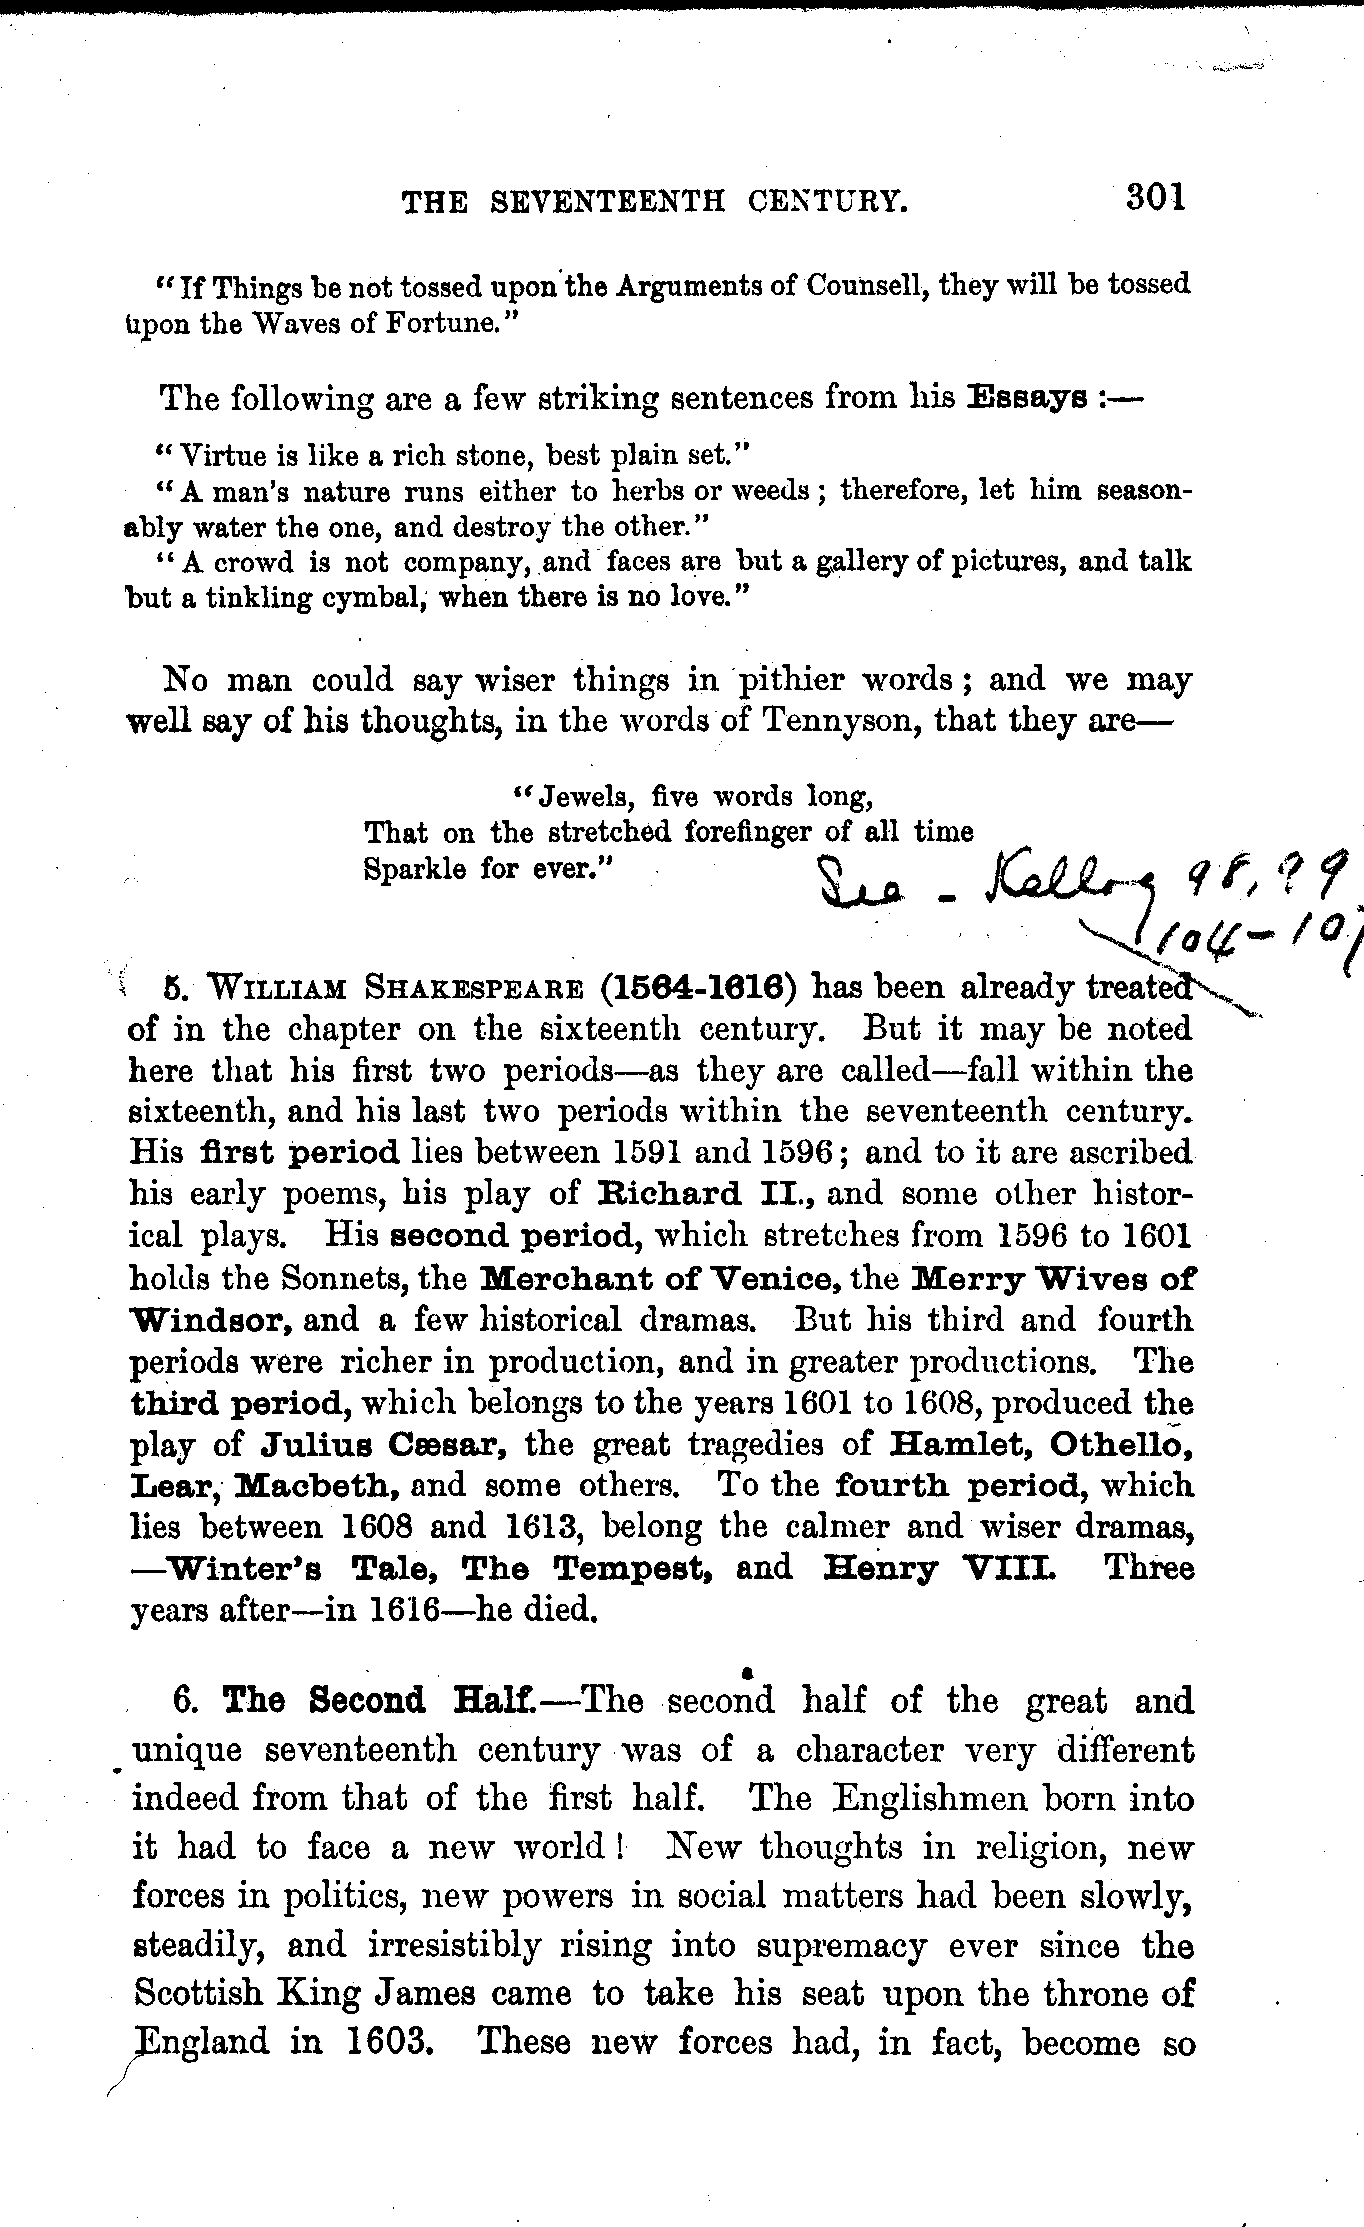 THE SEVENTEENTH CENTURY. 301
"If Things be not tossed upon the Arguments of Counsell, they will be tossed
upon the Waves of Fortune."
The following are a few striking sentences from his Essays :—
"Virtue is like a rich stone, best plain set."
"A man's nature runs either to herbs or weeds; therefore, let him season-
ably water the one, and destroy the other."
"A crowd is not company, and faces are but a gallery of pictures, and talk
but a tinkling cymbal, when there is no love."
No man could say wiser things in pithier words; and we may
well say of his thoughts, in the words of Tennyson, that they are—
"Jewels, five words long,
That on the stretched forefinger of all time
Sparkle for ever."
See - Kellog 98, 99
104-10
5. WILLIAM SHAKESPEARE (1564-1616) has been already treated
of in the chapter on the sixteenth century. But it may be noted
here that his first two periods—as they are called—fall within the
sixteenth, and his last two periods within the seventeenth century.
His first period lies between 1591 and 1596; and to it are ascribed
his early poems, his play of Richard II., and some other histor-
ical plays. His second period, which stretches from 1596 to 1601
holds the Sonnets, the Merchant of Venice, the Merry Wives of
Windsor, and a few historical dramas. But his third and fourth
periods were richer in production, and in greater productions. The
third period, which belongs to the years 1601 to 1608, produced the
play of Julius Cæsar, the great tragedies of Hamlet, Othello,
Lear, Macbeth, and some others. To the fourth period, which
lies between 1608 and 1613, belong the calmer and wiser dramas,
—Winter's Tale, The Tempest, and Henry VIII. Three
years after—in 1616—he died.
6. The Second Half.—The second half of the great and
unique seventeenth century was of a character very different
indeed from that of the first half. The Englishmen born into
it had to face a new world! New thoughts in religion, new
forces in politics, new powers in social matters had been slowly,
steadily, and irresistibly rising into supremacy ever since the
Scottish King James came to take his seat upon the throne of
England in 1603. These new forces had, in fact, become so